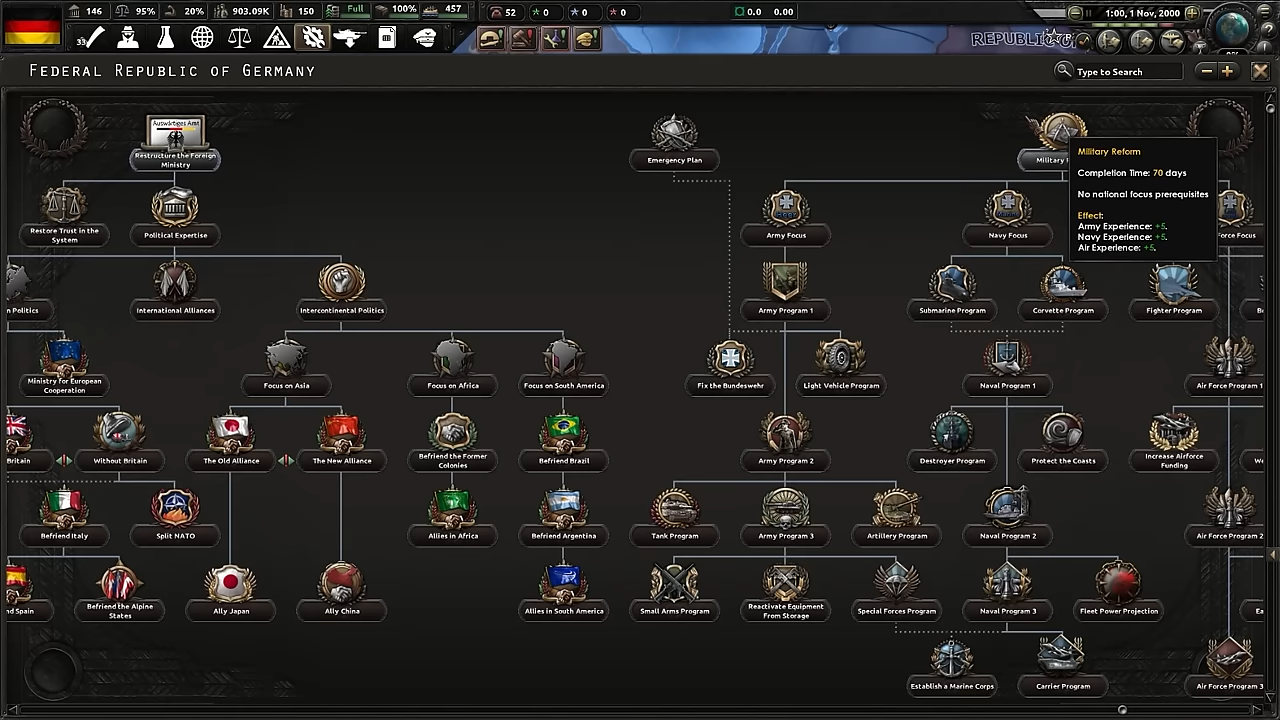 146 95% 20% 903.09K 150 Full 100% 457 52 0 0 0 0.0 0.00 1:00, 1 Nov, 2000
39
Federal Republic of Germany
Type to Search
Auswärtiges Amt
Restructure the Foreign
Ministry
Emergency Plan
Military
Military Reform
Completion Time: 70 days
No national focus prerequisites
Effect:
Army Experience: +5.
Navy Experience: +5.
Air Experience: +5.
Restore Trust in the
System
Political Expertise
Army Focus
Navy Focus
Force Focus
n Politics
International Alliances
Intercontinental Politics
Army Program 1
Submarine Program
Corvette Program
Fighter Program
Ministry for European
Cooperation
Focus on Asia
Focus on Africa
Focus on South America
Fix the Bundeswehr
Light Vehicle Program
Naval Program 1
Air Force Program 1
Britain
Without Britain
The Old Alliance
The New Alliance
Befriend the Former
Colonies
Befriend Brazil
Army Program 2
Destroyer Program
Protect the Coasts
Increase Airforce
Funding
Befriend Italy
Split NATO
Allies in Africa
Befriend Argentina
Tank Program
Army Program 3
Artillery Program
Naval Program 2
Air Force Program 2
nd Spain
Befriend the Alpine
States
Ally Japan
Ally China
Allies in South America
Small Arms Program
Reactivate Equipment
From Storage
Special Forces Program
Naval Program 3
Fleet Power Projection
Establish a Marine Corps
Carrier Program
Air Force Program 3